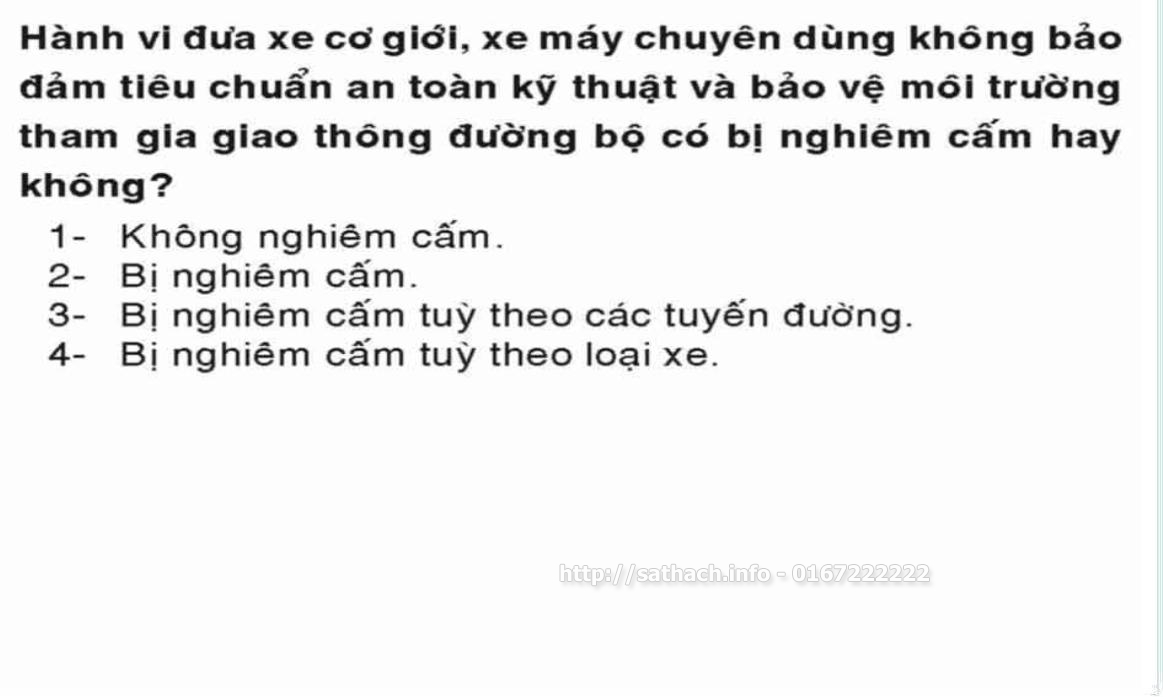 Hành vi đưa xe cơ giới, xe máy chuyên dùng không bảo
đảm tiêu chuẩn an toàn kỹ thuật và bảo vệ môi trường
tham gia giao thông đường bộ có bị nghiêm cấm hay
không?
1- Không nghiêm cấm.
2- Bị nghiêm cấm.
3- Bị nghiêm cấm tuỳ theo các tuyến đường.
4- Bị nghiêm cấm tuỳ theo loại xe.
http://sathach.info - 0167222222